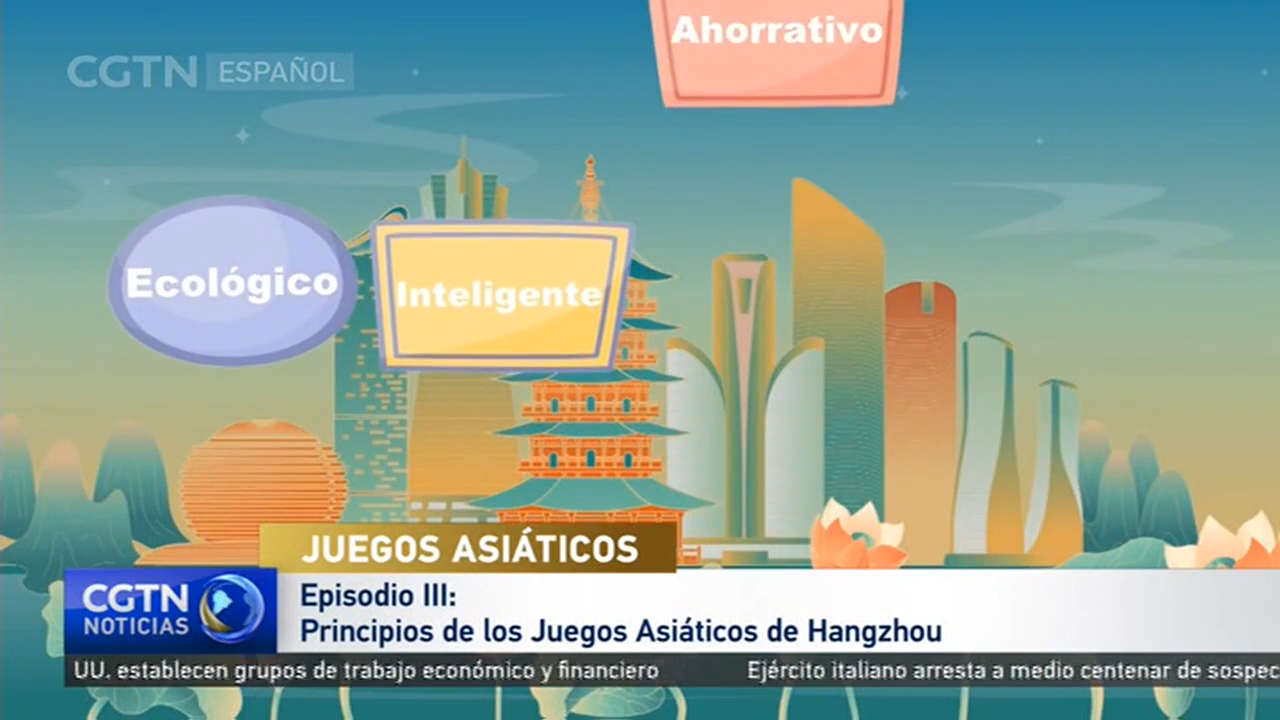 Ahorrativo
CGTN ESPAÑOL
Ecológico
Inteligente
JUEGOS ASIÁTICOS
CGTN
NOTICIAS
Episodio III:
Principios de los Juegos Asiáticos de Hangzhou
UU. establecen grupos de trabajo económico y financiero
Ejército italiano arresta a medio centenar de sospec